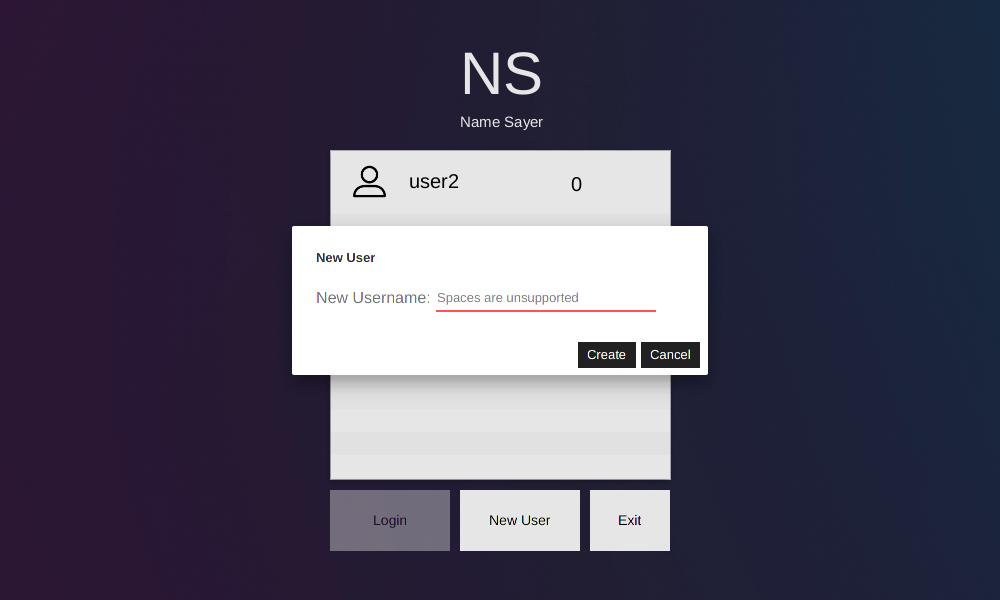 NS
Name Sayer
user2 0
New User
New Username: Spaces are unsupported
Create Cancel
Login New User Exit